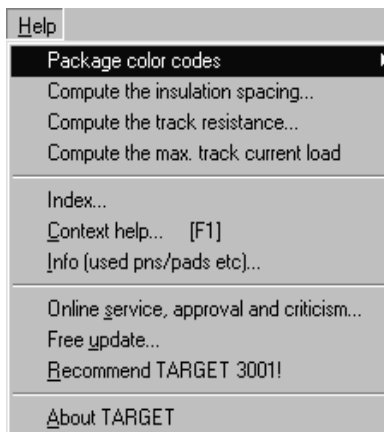 Help
Package color codes
Compute the insulation spacing...
Compute the track resistance...
Compute the max. track current load
Index...
Context help... [F1]
Info (used pns/pads etc)...
Online service, approval and criticism...
Free update...
Recommend TARGET 3001!
About TARGET